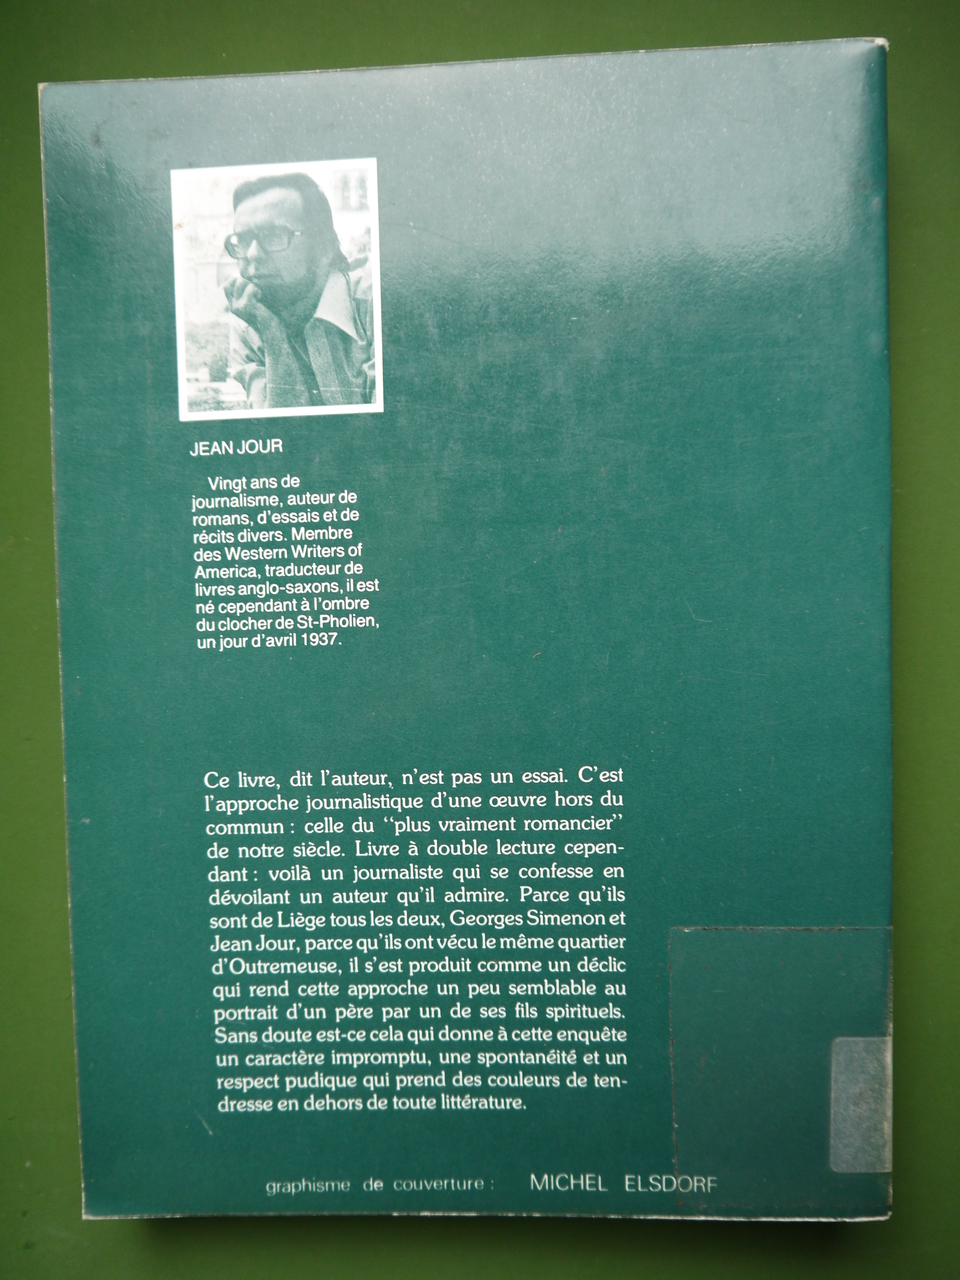 JEAN JOUR
Vingt ans de
journalisme, auteur de
romans, d'essais et de
récits divers. Membre
des Western Writers of
America, traducteur de
livres anglo-saxons, il est
né cependant à l'ombre
du clocher de St-Pholien,
un jour d'avril 1937.
Ce livre, dit l'auteur, n'est pas un essai. C'est
l'approche journalistique d'une œuvre hors du
commun : celle du “plus vraiment romancier”
de notre siècle. Livre à double lecture cepen-
dant : voilà un journaliste qui se confesse en
dévoilant un auteur qu'il admire. Parce qu'ils
sont de Liège tous les deux, Georges Simenon et
Jean Jour, parce qu'ils ont vécu le même quartier
d'Outremeuse, il s'est produit comme un déclic
qui rend cette approche un peu semblable au
portrait d'un père par un de ses fils spirituels.
Sans doute est-ce cela qui donne à cette enquête
un caractère impromptu, une spontanéité et un
respect pudique qui prend des couleurs de ten-
dresse en dehors de toute littérature.
graphisme de couverture : MICHEL ELSDORF